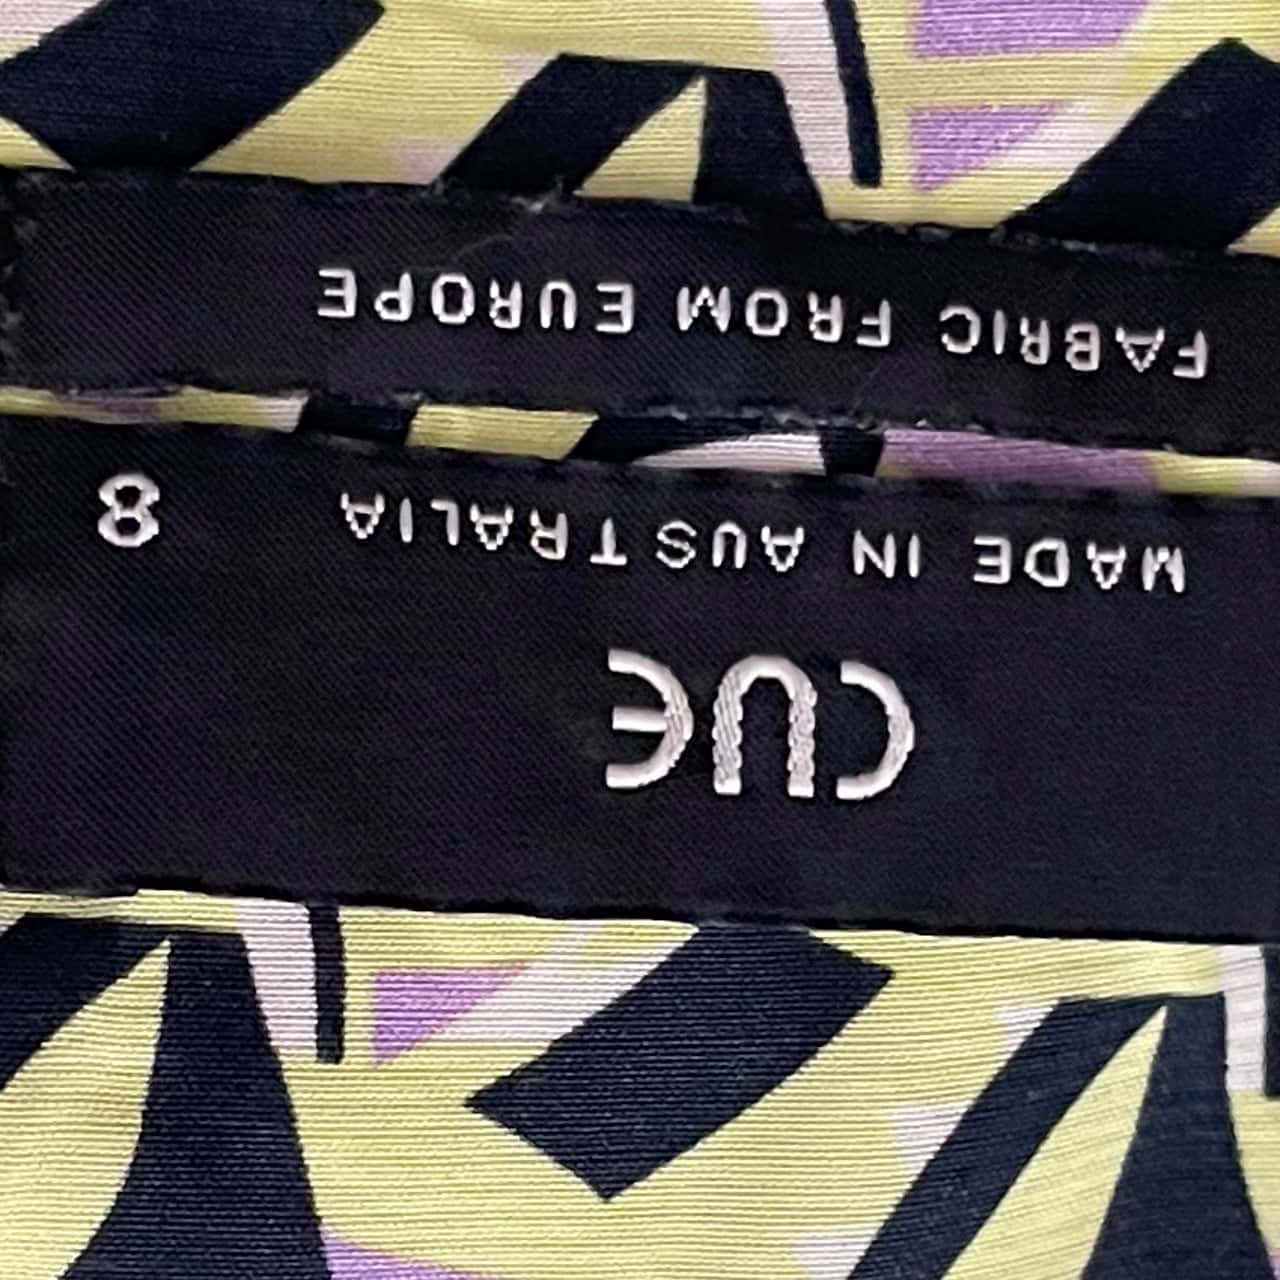 CUE
MADE IN AUSTRALIA 8
FABRIC FROM EUROPE